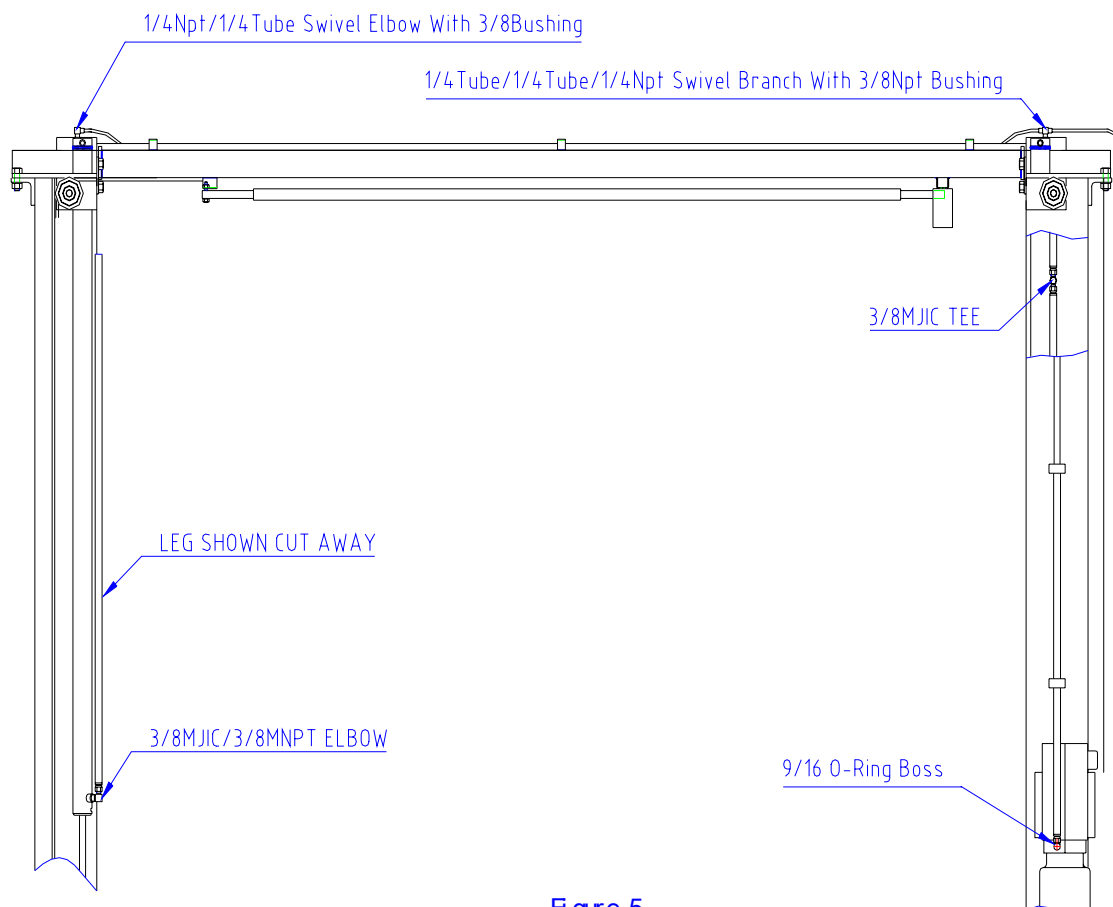 1/4Npt/1/4Tube Swivel Elbow With 3/8Bushing
1/4Tube/1/4Tube/1/4Npt Swivel Branch With 3/8Npt Bushing
3/8MJIC TEE
LEG SHOWN CUT AWAY
3/8MJIC/3/8MNPT ELBOW
9/16 O-Ring Boss